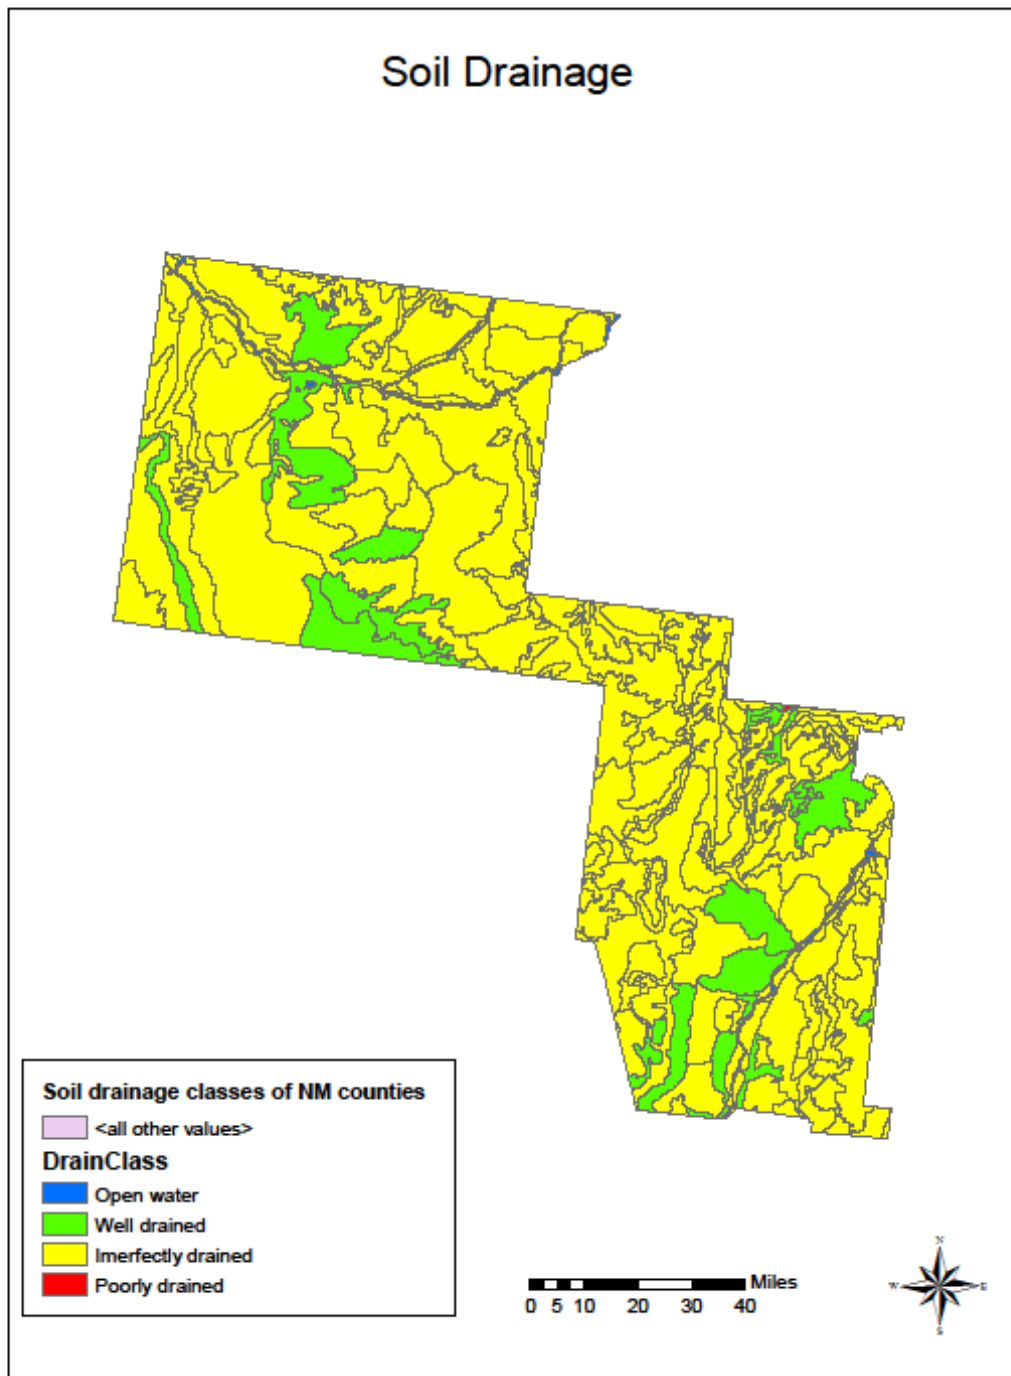 Soil Drainage
Soil drainage classes of NM counties
<all other values>
DrainClass
Open water
Well drained
Imerfectly drained
Poorly drained
Miles
0 5 10 20 30 40
N
W E
S